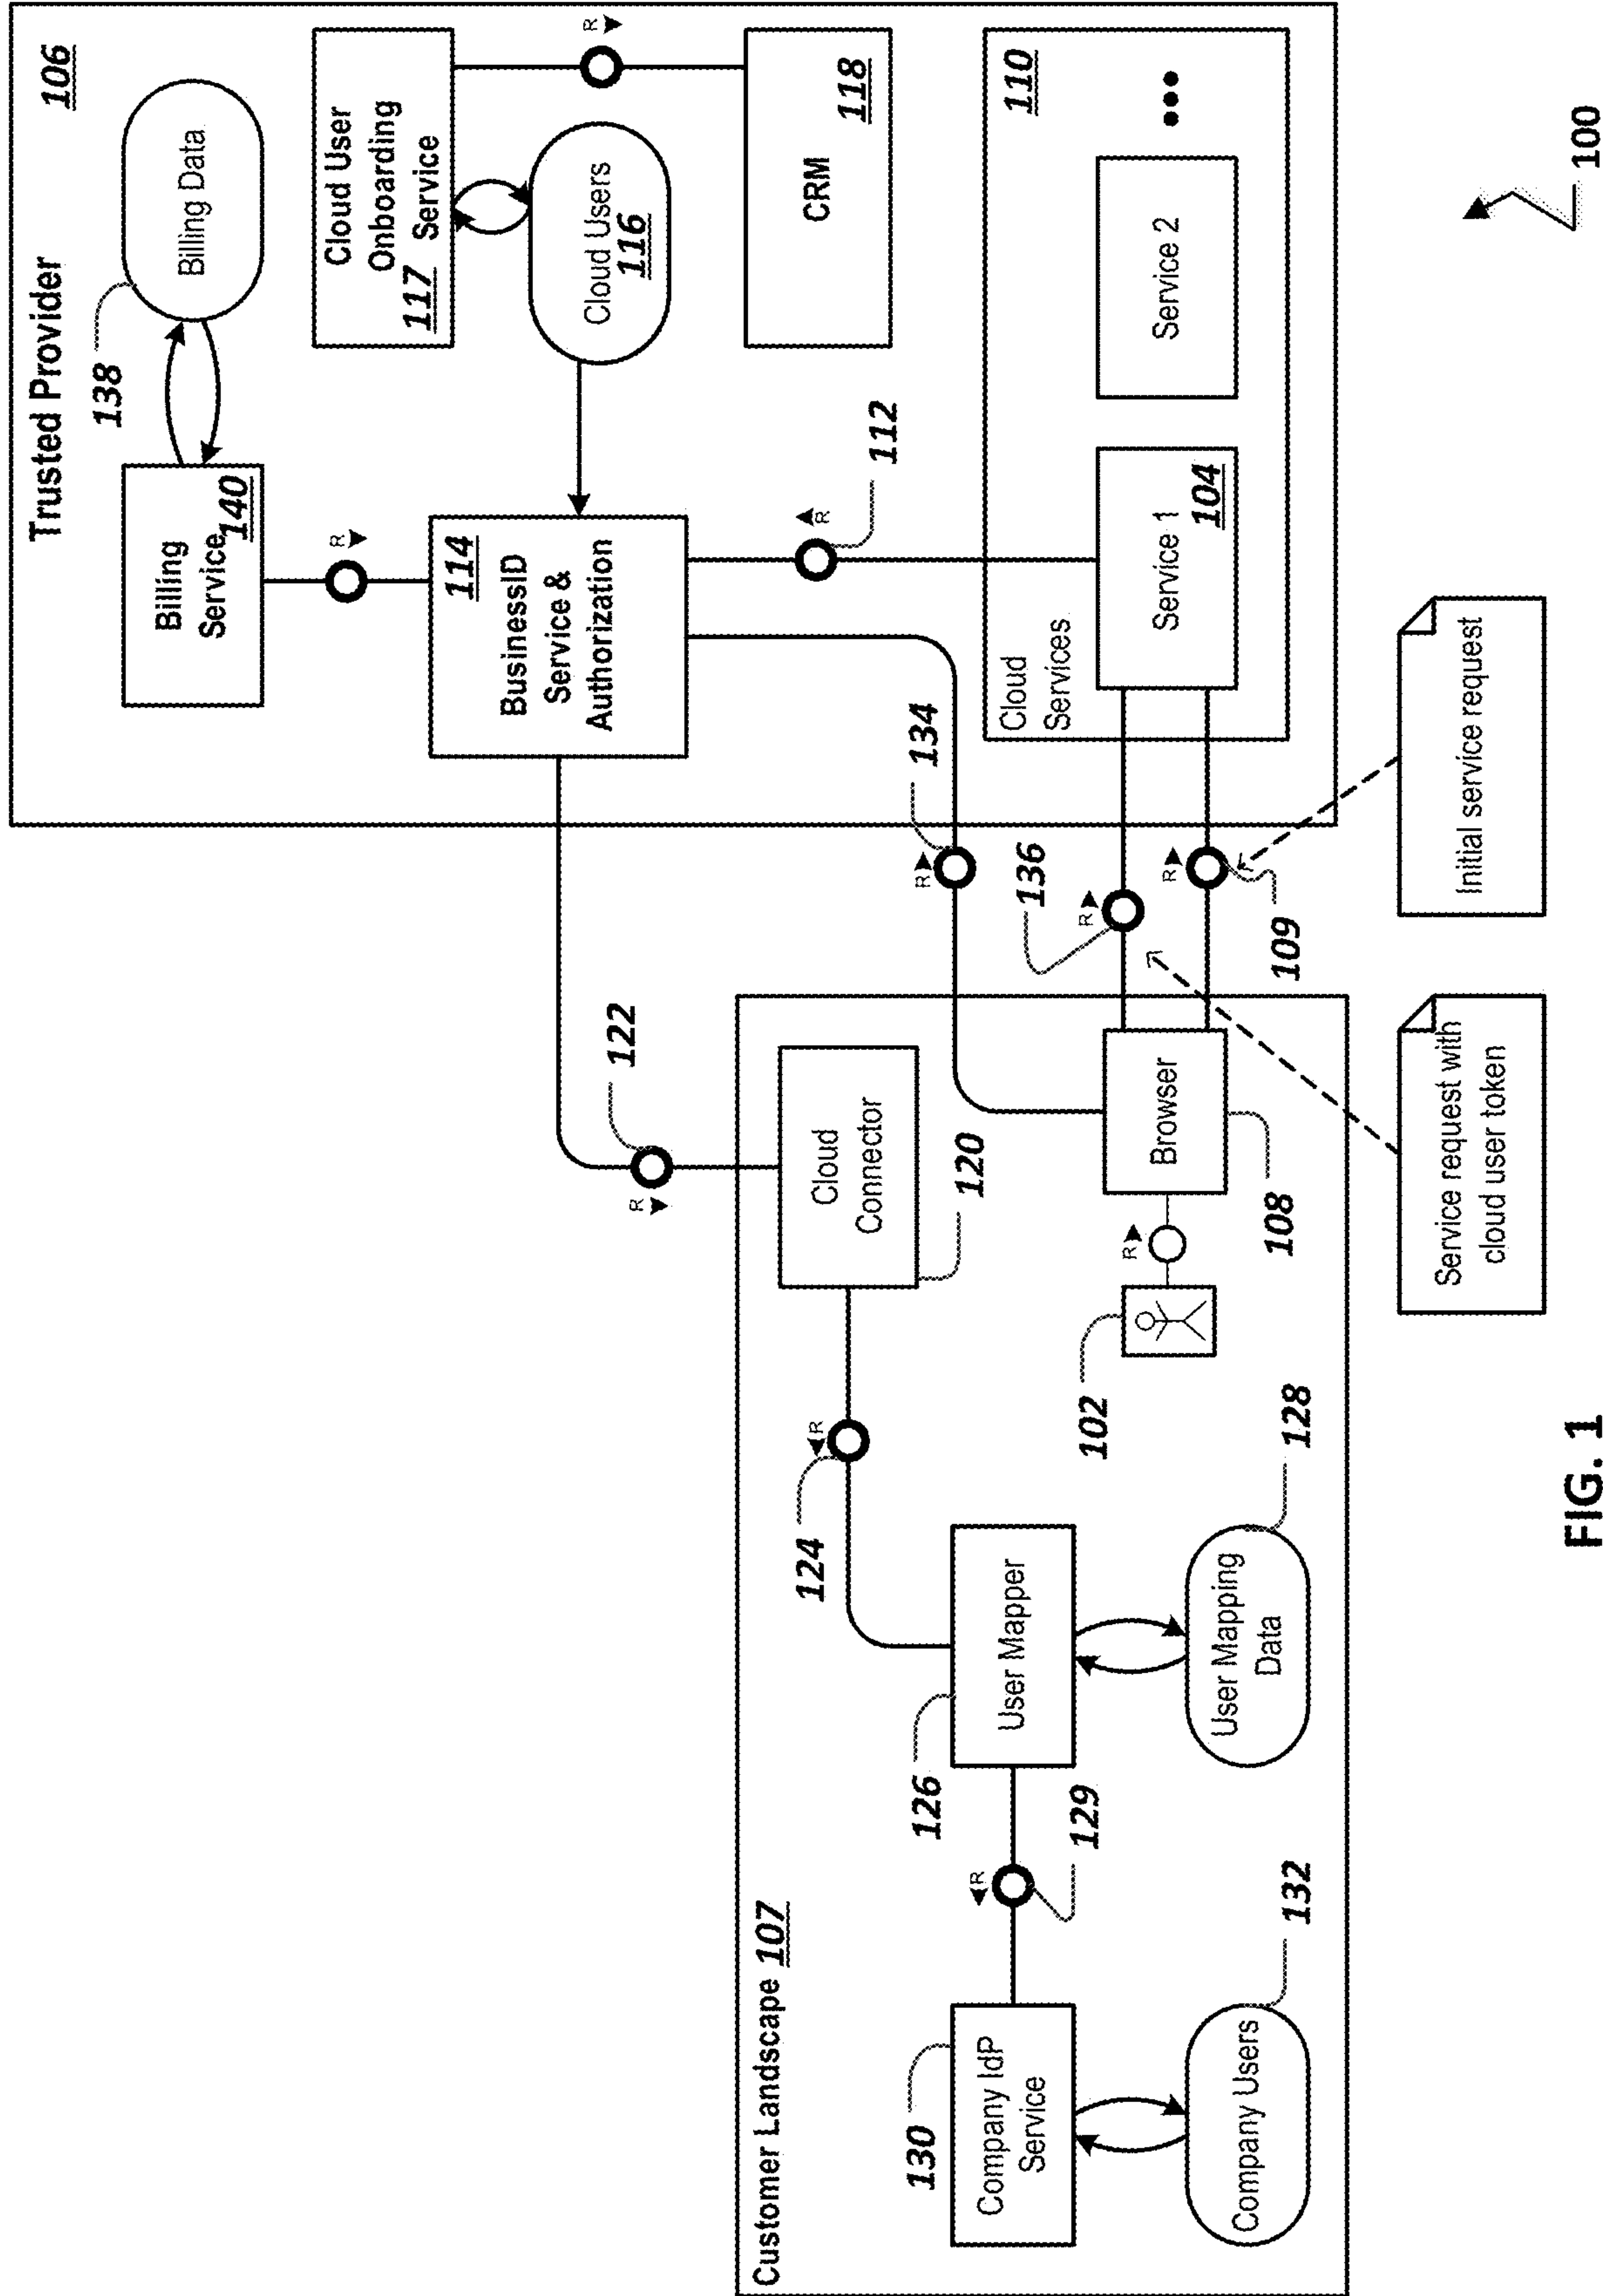 Trusted Provider
106
138
Billing Data
Billing
Service
140
R
Cloud User
Onboarding
Service
117
R
Cloud Users
116
114
BusinessID
Service &
Authorization
CRM
118
R
112
110
Cloud
Services
Service 1
104
Service 2
•••
122
R
134
R
136
R
R
109
Customer Landscape 107
Cloud
Connector
120
R
124
Browser
108
R
102
User Mapper
126
User Mapping
Data
128
R
129
Company IdP
Service
130
Company Users
132
Service request with
cloud user token
Initial service request
100
FIG. 1